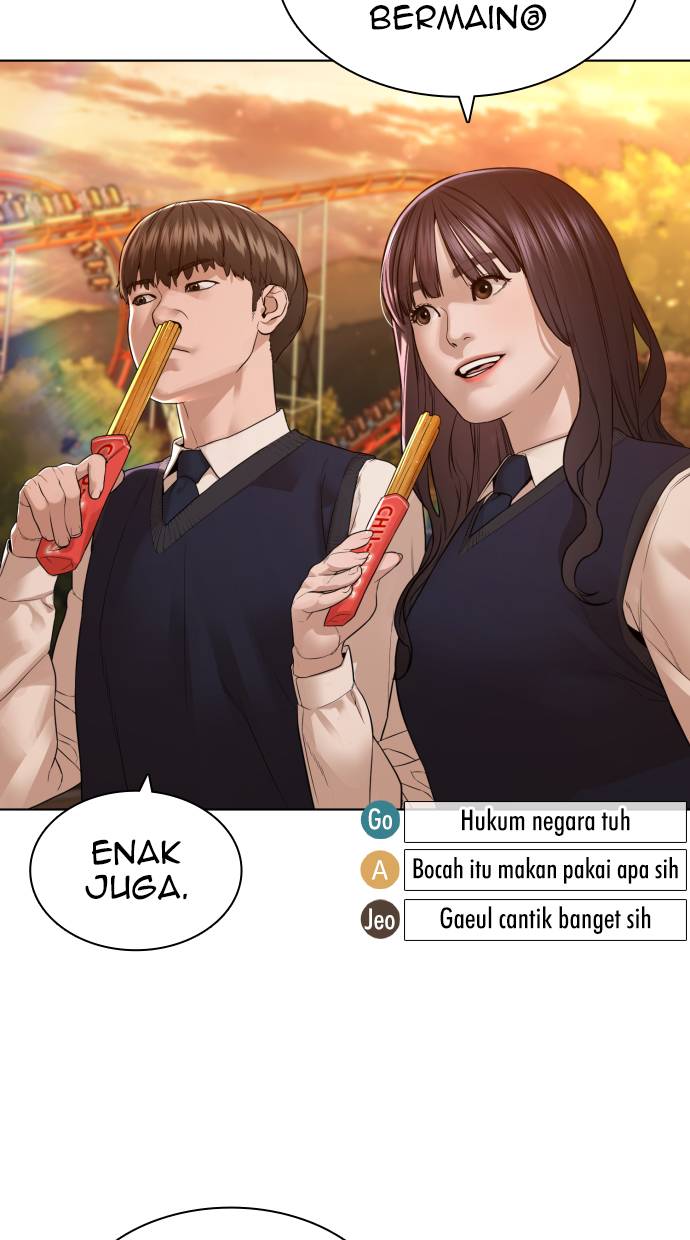 BERMAIN@
ENAK
JUGA.
Go Hukum negara tuh
A Bocah itu makan pakai apa sih
Jeo Gaeul cantik banget sih